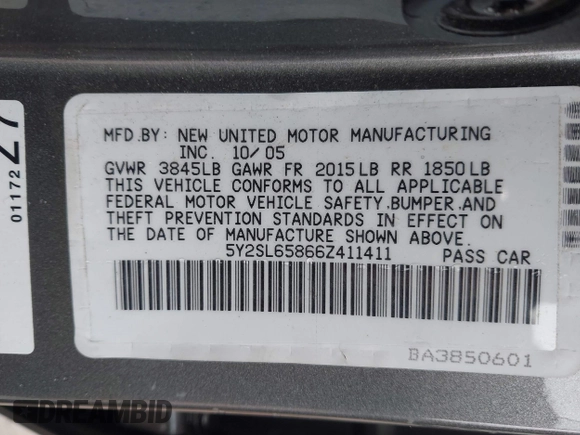 MFD.BY: NEW UNITED MOTOR MANUFACTURING
INC. 10/05
GVWR 3845LB GAWR FR 2015LB RR 1850LB
THIS VEHICLE CONFORMS TO ALL APPLICABLE
FEDERAL MOTOR VEHICLE SAFETY.BUMPER.AND
THEFT PREVENTION STANDARDS IN EFFECT ON
THE DATE OF MANUFACTURE SHOWN ABOVE.
5Y2SL65866Z411411 PASS CAR
BA3850601
01172
DREAMBID